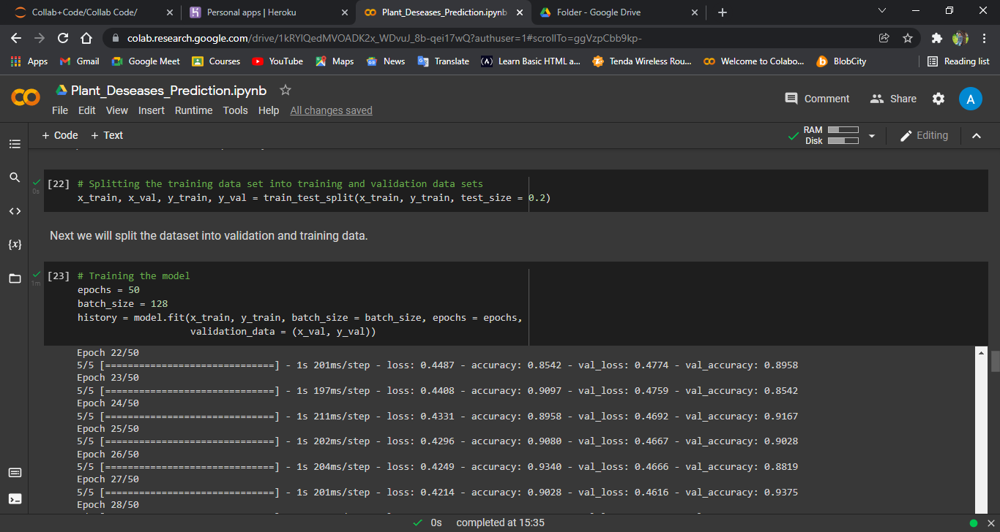 Collab+Code/Collab Code/
Personal apps | Heroku
Plant_Deseases_Prediction.ipynb
Folder - Google Drive
colab.research.google.com/drive/1kRYlQedMVOADK2x_WDvuJ_8b-qei17wQ?authuser=1#scrollTo=ggVzpCbb9kp-
Apps Gmail Google Meet Courses YouTube Maps News Translate Learn Basic HTML a... Tenda Wireless Rou... Welcome to Colabo... BlobCity Reading list
Plant_Deseases_Prediction.ipynb
Comment Share A
File Edit View Insert Runtime Tools Help All changes saved
+ Code + Text
RAM
Disk
Editing
[22] # Splitting the training data set into training and validation data sets
0s
x_train, x_val, y_train, y_val = train_test_split(x_train, y_train, test_size = 0.2)
Next we will split the dataset into validation and training data.
[23] # Training the model
1m
epochs = 50
batch_size = 128
history = model.fit(x_train, y_train, batch_size = batch_size, epochs = epochs,
validation_data = (x_val, y_val))
Epoch 22/50
5/5 [==============================] - 1s 201ms/step - loss: 0.4487 - accuracy: 0.8542 - val_loss: 0.4774 - val_accuracy: 0.8958
Epoch 23/50
5/5 [==============================] - 1s 197ms/step - loss: 0.4408 - accuracy: 0.9097 - val_loss: 0.4759 - val_accuracy: 0.8542
Epoch 24/50
5/5 [==============================] - 1s 211ms/step - loss: 0.4331 - accuracy: 0.8958 - val_loss: 0.4692 - val_accuracy: 0.9167
Epoch 25/50
5/5 [==============================] - 1s 202ms/step - loss: 0.4296 - accuracy: 0.9080 - val_loss: 0.4667 - val_accuracy: 0.9028
Epoch 26/50
5/5 [==============================] - 1s 204ms/step - loss: 0.4249 - accuracy: 0.9340 - val_loss: 0.4666 - val_accuracy: 0.8819
Epoch 27/50
5/5 [==============================] - 1s 201ms/step - loss: 0.4214 - accuracy: 0.9028 - val_loss: 0.4616 - val_accuracy: 0.9375
Epoch 28/50
0s completed at 15:35